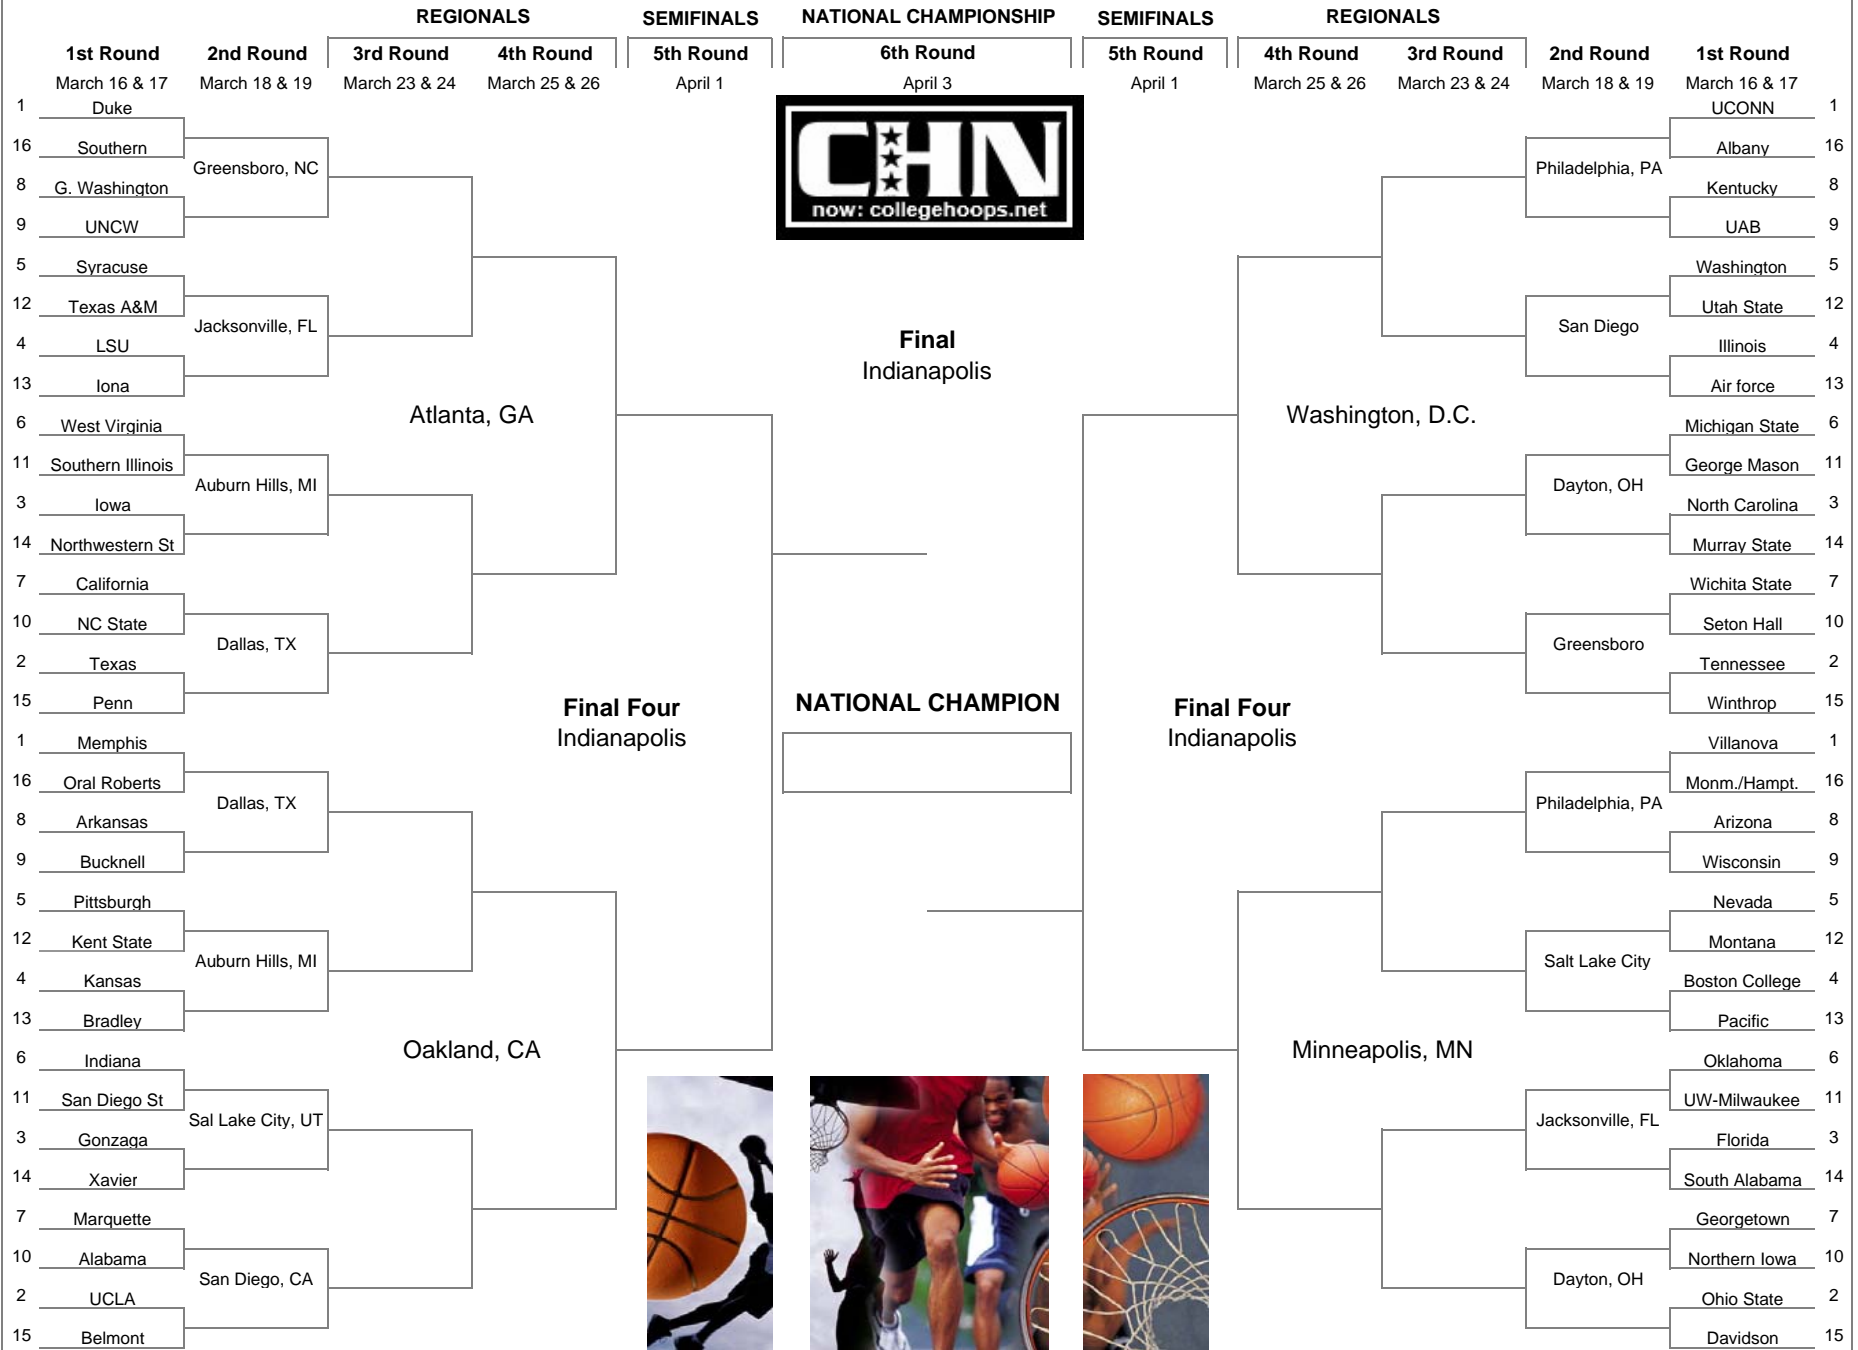 REGIONALS SEMIFINALS NATIONAL CHAMPIONSHIP SEMIFINALS REGIONALS
1st Round 2nd Round 3rd Round 4th Round 5th Round 6th Round 5th Round 4th Round 3rd Round 2nd Round 1st Round
March 16 & 17 March 18 & 19 March 23 & 24 March 25 & 26 April 1 April 3 April 1 March 25 & 26 March 23 & 24 March 18 & 19 March 16 & 17
1 Duke UCONN 1
CHN
16 Southern Albany 16
Greensboro, NC Philadelphia, PA
8 G. Washington Kentucky 8
now: collegehoops.net
9 UNCW UAB 9
5 Syracuse Washington 5
12 Texas A&M Utah State 12
Jacksonville, FL San Diego
Final
4 LSU Illinois 4
Indianapolis
13 Iona Air force 13
Atlanta, GA Washington, D.C.
6 West Virginia Michigan State 6
11 Southern Illinois George Mason 11
Auburn Hills, MI Dayton, OH
3 Iowa North Carolina 3
14 Northwestern St Murray State 14
7 California Wichita State 7
10 NC State Seton Hall 10
Dallas, TX Greensboro
2 Texas Tennessee 2
15 Penn Winthrop 15
Final Four NATIONAL CHAMPION Final Four
Indianapolis Indianapolis
1 Memphis Villanova 1
16 Oral Roberts Monm./Hampt. 16
Dallas, TX Philadelphia, PA
8 Arkansas Arizona 8
9 Bucknell Wisconsin 9
5 Pittsburgh Nevada 5
12 Kent State Montana 12
Auburn Hills, MI Salt Lake City
4 Kansas Boston College 4
13 Bradley Pacific 13
Oakland, CA Minneapolis, MN
6 Indiana Oklahoma 6
11 San Diego St UW-Milwaukee 11
Sal Lake City, UT Jacksonville, FL
3 Gonzaga Florida 3
14 Xavier South Alabama 14
7 Marquette Georgetown 7
10 Alabama Northern Iowa 10
San Diego, CA Dayton, OH
2 UCLA Ohio State 2
15 Belmont Davidson 15